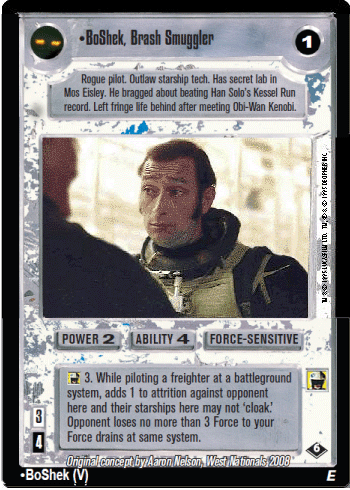 •BoShek, Brash Smuggler
1
Rogue pilot. Outlaw starship tech. Has secret lab in
Mos Eisley. He bragged about beating Han Solo's Kessel Run
record. Left fringe life behind after meeting Obi-Wan Kenobi.
POWER 2
ABILITY 4
FORCE-SENSITIVE
3. While piloting a freighter at a battleground
system, adds 1 to attrition against opponent
here and their starships here may not 'cloak.'
Opponent loses no more than 3 Force to your
Force drains at same system.
3
4
6
Original concept by Aaron Nelson, West Nationals 2008
•BoShek (V)
E